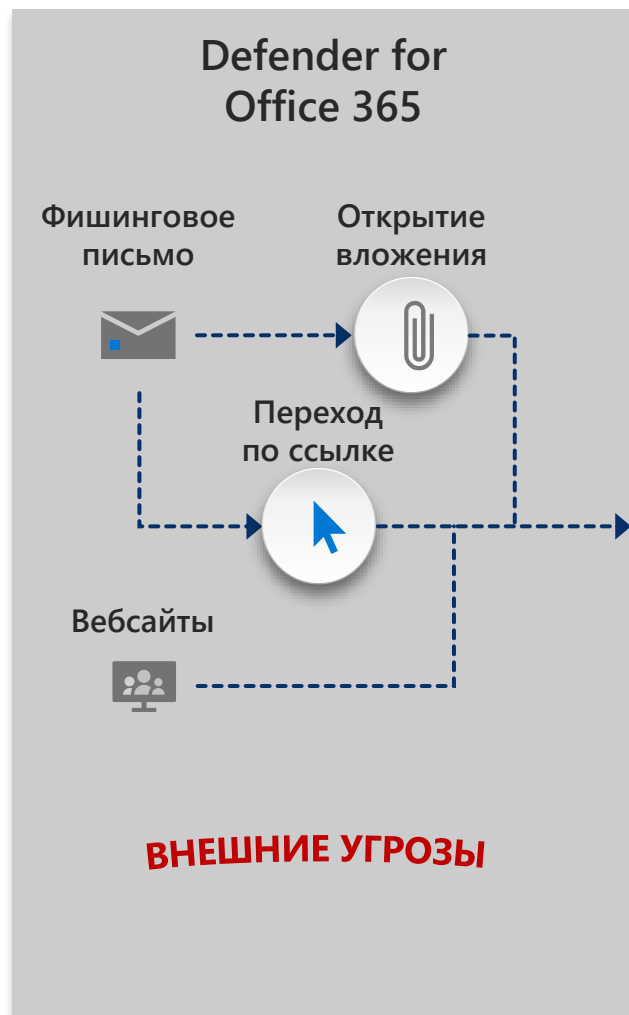 Defender for
Office 365
Фишинговое
письмо
Открытие
вложения
Переход
по ссылке
Вебсайты
ВНЕШНИЕ УГРОЗЫ